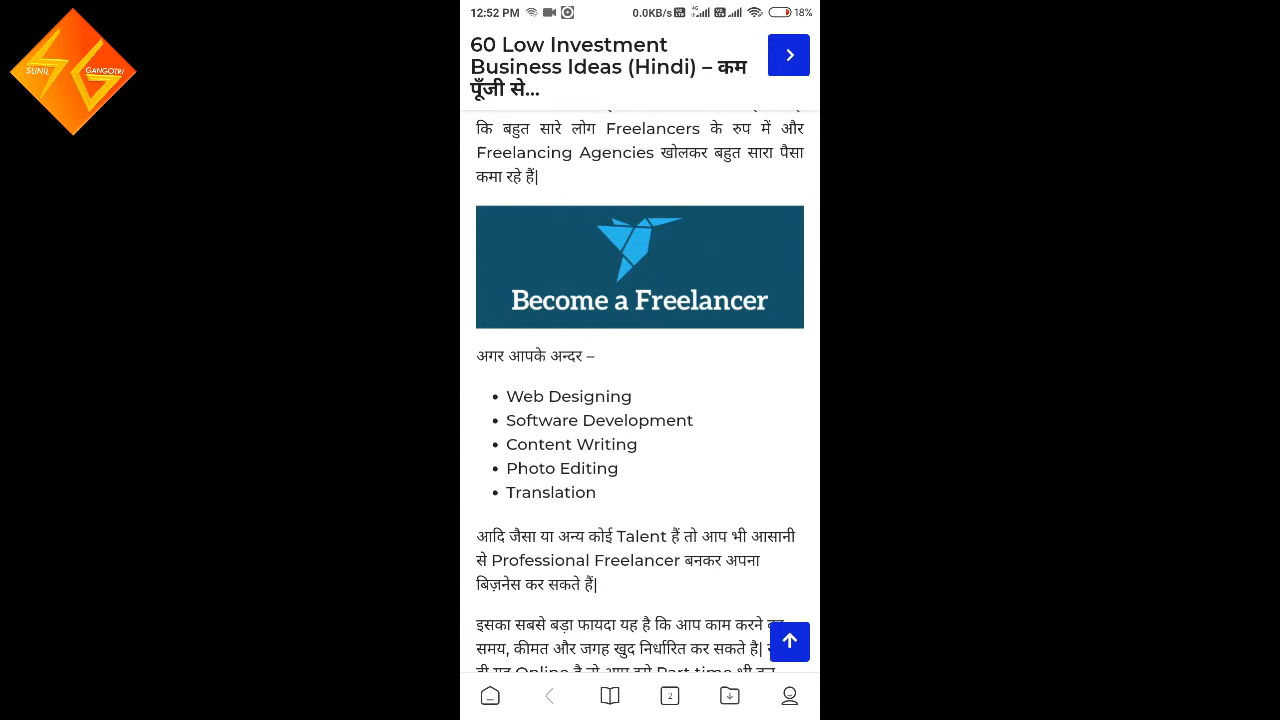 SUNIL
GANGOTRI
12:52 PM
0.0KB/s
18%
60 Low Investment
Business Ideas (Hindi) – कम
पूँजी से...
कि बहुत सारे लोग Freelancers के रुप में और
Freelancing Agencies खोलकर बहुत सारा पैसा
कमा रहे हैं|
Become a Freelancer
अगर आपके अन्दर –
• Web Designing
• Software Development
• Content Writing
• Photo Editing
• Translation
आदि जैसा या अन्य कोई Talent हैं तो आप भी आसानी
से Professional Freelancer बनकर अपना
बिज़नेस कर सकते हैं|
इसका सबसे बड़ा फायदा यह है कि आप काम करने
समय, कीमत और जगह खुद निर्धारित कर सकते है|
2